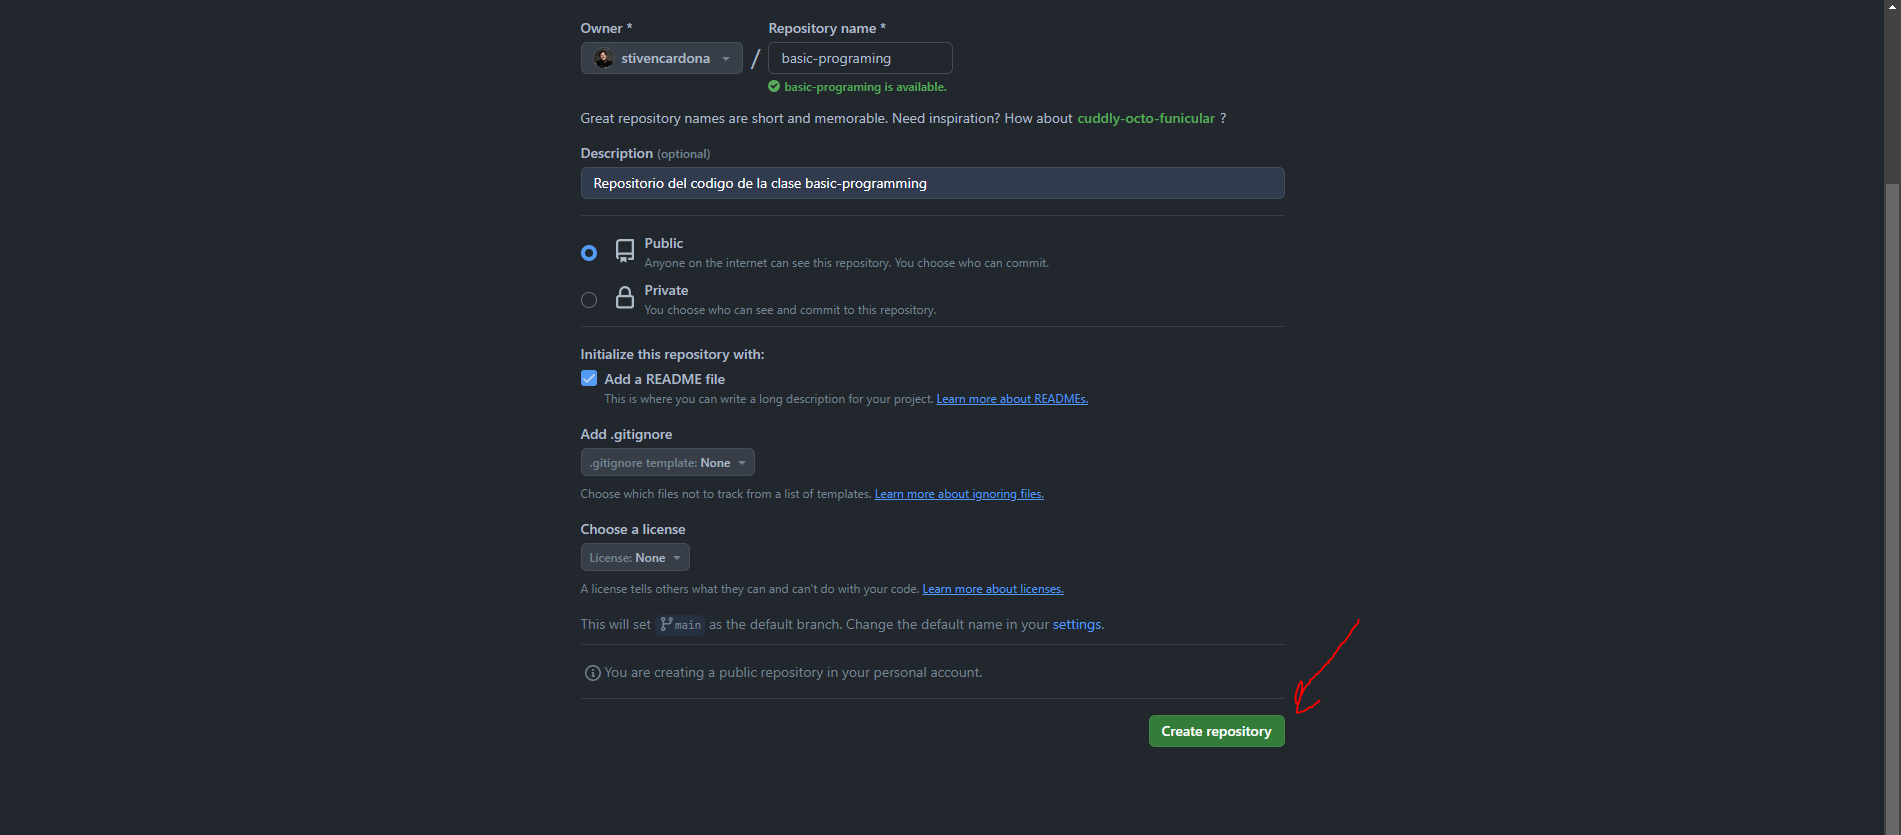 Owner * Repository name *
stivencardona / basic-programing
basic-programing is available.
Great repository names are short and memorable. Need inspiration? How about cuddly-octo-funicular ?
Description (optional)
Repositorio del codigo de la clase basic-programming
Public
Anyone on the internet can see this repository. You choose who can commit.
Private
You choose who can see and commit to this repository.
Initialize this repository with:
Add a README file
This is where you can write a long description for your project. Learn more about READMEs.
Add .gitignore
.gitignore template: None
Choose which files not to track from a list of templates. Learn more about ignoring files.
Choose a license
License: None
A license tells others what they can and can't do with your code. Learn more about licenses.
This will set main as the default branch. Change the default name in your settings.
You are creating a public repository in your personal account.
Create repository